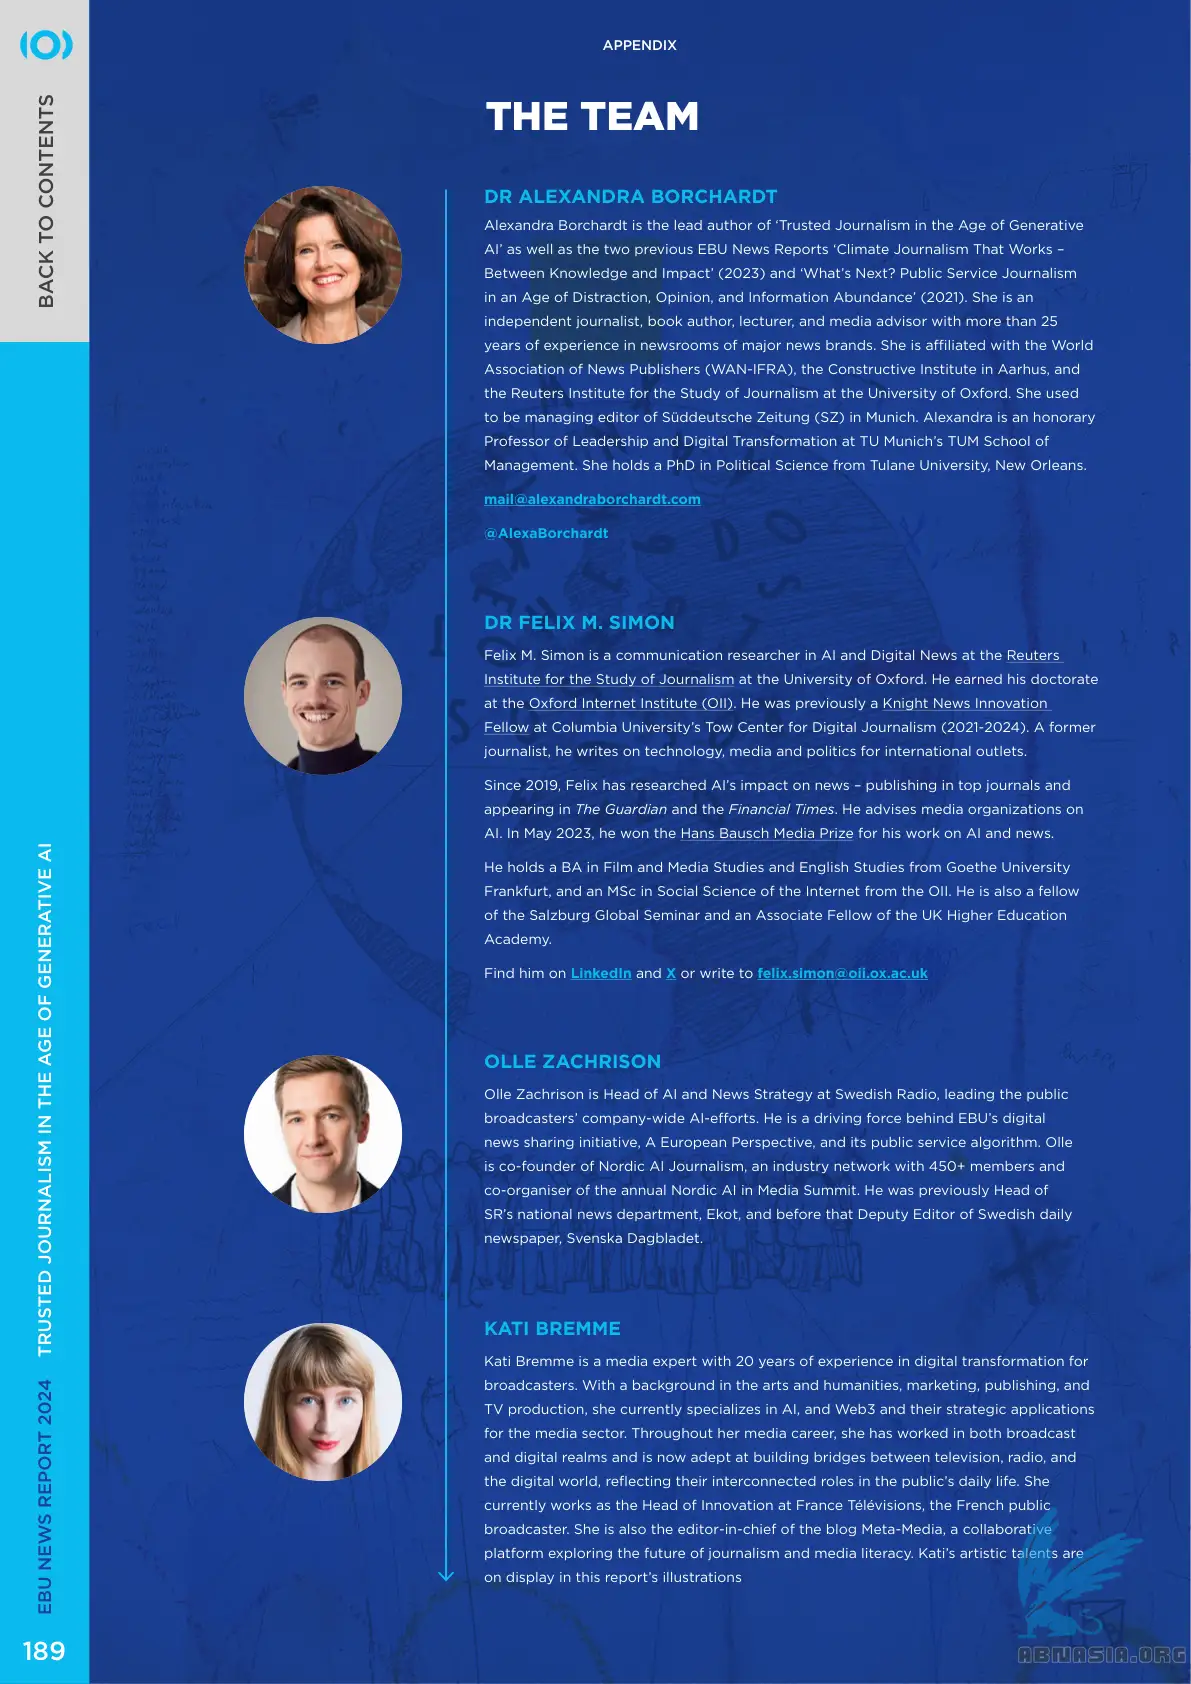 APPENDIX
THE TEAM
DR ALEXANDRA BORCHARDT
Alexandra Borchardt is the lead author of ‘Trusted Journalism in the Age of Generative
AI’ as well as the two previous EBU News Reports ‘Climate Journalism That Works –
Between Knowledge and Impact’ (2023) and ‘What’s Next? Public Service Journalism
in an Age of Distraction, Opinion, and Information Abundance’ (2021). She is an
independent journalist, book author, lecturer, and media advisor with more than 25
years of experience in newsrooms of major news brands. She is affiliated with the World
Association of News Publishers (WAN-IFRA), the Constructive Institute in Aarhus, and
the Reuters Institute for the Study of Journalism at the University of Oxford. She used
to be managing editor of Süddeutsche Zeitung (SZ) in Munich. Alexandra is an honorary
Professor of Leadership and Digital Transformation at TU Munich’s TUM School of
Management. She holds a PhD in Political Science from Tulane University, New Orleans.
mail@alexandraborchardt.com
@AlexaBorchardt
DR FELIX M. SIMON
Felix M. Simon is a communication researcher in AI and Digital News at the Reuters
Institute for the Study of Journalism at the University of Oxford. He earned his doctorate
at the Oxford Internet Institute (OII). He was previously a Knight News Innovation
Fellow at Columbia University’s Tow Center for Digital Journalism (2021-2024). A former
journalist, he writes on technology, media and politics for international outlets.
Since 2019, Felix has researched AI’s impact on news – publishing in top journals and
appearing in The Guardian and the Financial Times. He advises media organizations on
AI. In May 2023, he won the Hans Bausch Media Prize for his work on AI and news.
He holds a BA in Film and Media Studies and English Studies from Goethe University
Frankfurt, and an MSc in Social Science of the Internet from the OII. He is also a fellow
of the Salzburg Global Seminar and an Associate Fellow of the UK Higher Education
Academy.
Find him on LinkedIn and X or write to felix.simon@oii.ox.ac.uk
OLLE ZACHRISON
Olle Zachrison is Head of AI and News Strategy at Swedish Radio, leading the public
broadcasters’ company-wide AI-efforts. He is a driving force behind EBU’s digital
news sharing initiative, A European Perspective, and its public service algorithm. Olle
is co-founder of Nordic AI Journalism, an industry network with 450+ members and
co-organiser of the annual Nordic AI in Media Summit. He was previously Head of
SR’s national news department, Ekot, and before that Deputy Editor of Swedish daily
newspaper, Svenska Dagbladet.
KATI BREMME
Kati Bremme is a media expert with 20 years of experience in digital transformation for
broadcasters. With a background in the arts and humanities, marketing, publishing, and
TV production, she currently specializes in AI, and Web3 and their strategic applications
for the media sector. Throughout her media career, she has worked in both broadcast
and digital realms and is now adept at building bridges between television, radio, and
the digital world, reflecting their interconnected roles in the public’s daily life. She
currently works as the Head of Innovation at France Télévisions, the French public
broadcaster. She is also the editor-in-chief of the blog Meta-Media, a collaborative
platform exploring the future of journalism and media literacy. Kati’s artistic talents are
on display in this report’s illustrations
BACK TO CONTENTS
EBU NEWS REPORT 2024 TRUSTED JOURNALISM IN THE AGE OF GENERATIVE AI
189
ABNASIA.ORG